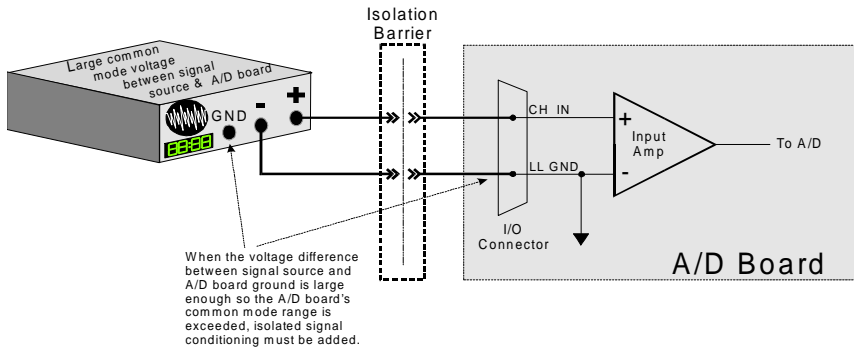 Isolation
Barrier
Large common
mode voltage
between signal
source & A/D board
GND
-
+
88:88
CH IN
LL GND
+
-
Input
Amp
To A/D
I/O
Connector
A/D Board
When the voltage difference
between signal source and
A/D board ground is large
enough so the A/D board's
common mode range is
exceeded, isolated signal
conditioning must be added.